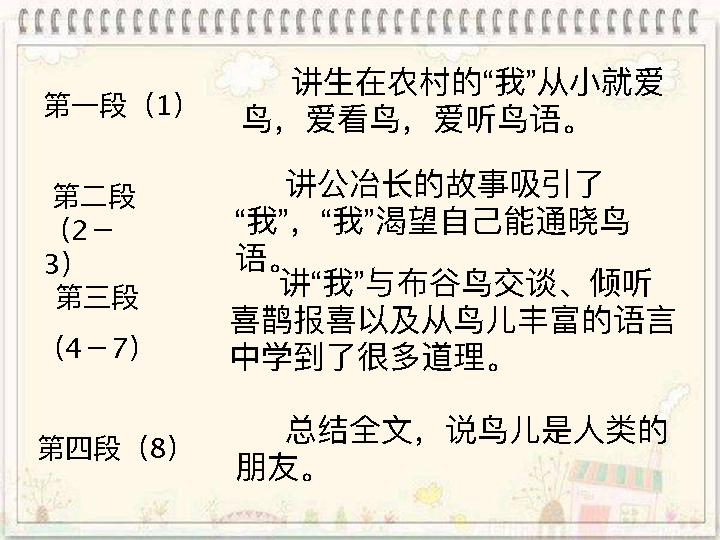 第一段（1）
讲生在农村的“我”从小就爱
鸟，爱看鸟，爱听鸟语。
第二段
（2－
3）
讲公冶长的故事吸引了
“我”，“我”渴望自己能通晓鸟
语。
第三段
（4－7）
讲“我”与布谷鸟交谈、倾听
喜鹊报喜以及从鸟儿丰富的语言
中学到了很多道理。
第四段（8）
总结全文，说鸟儿是人类的
朋友。